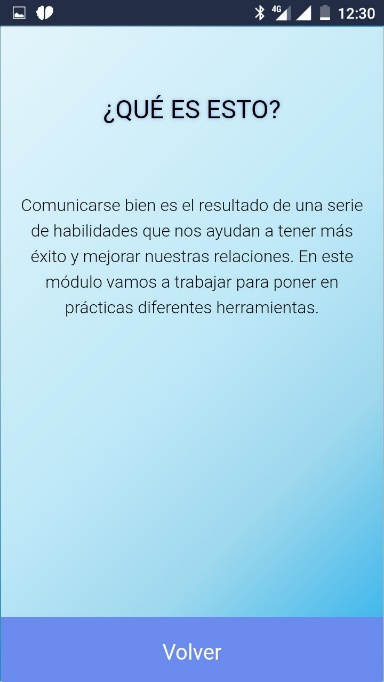 4G
12:30
¿QUÉ ES ESTO?
Comunicarse bien es el resultado de una serie
de habilidades que nos ayudan a tener más
éxito y mejorar nuestras relaciones. En este
módulo vamos a trabajar para poner en
prácticas diferentes herramientas.
Volver